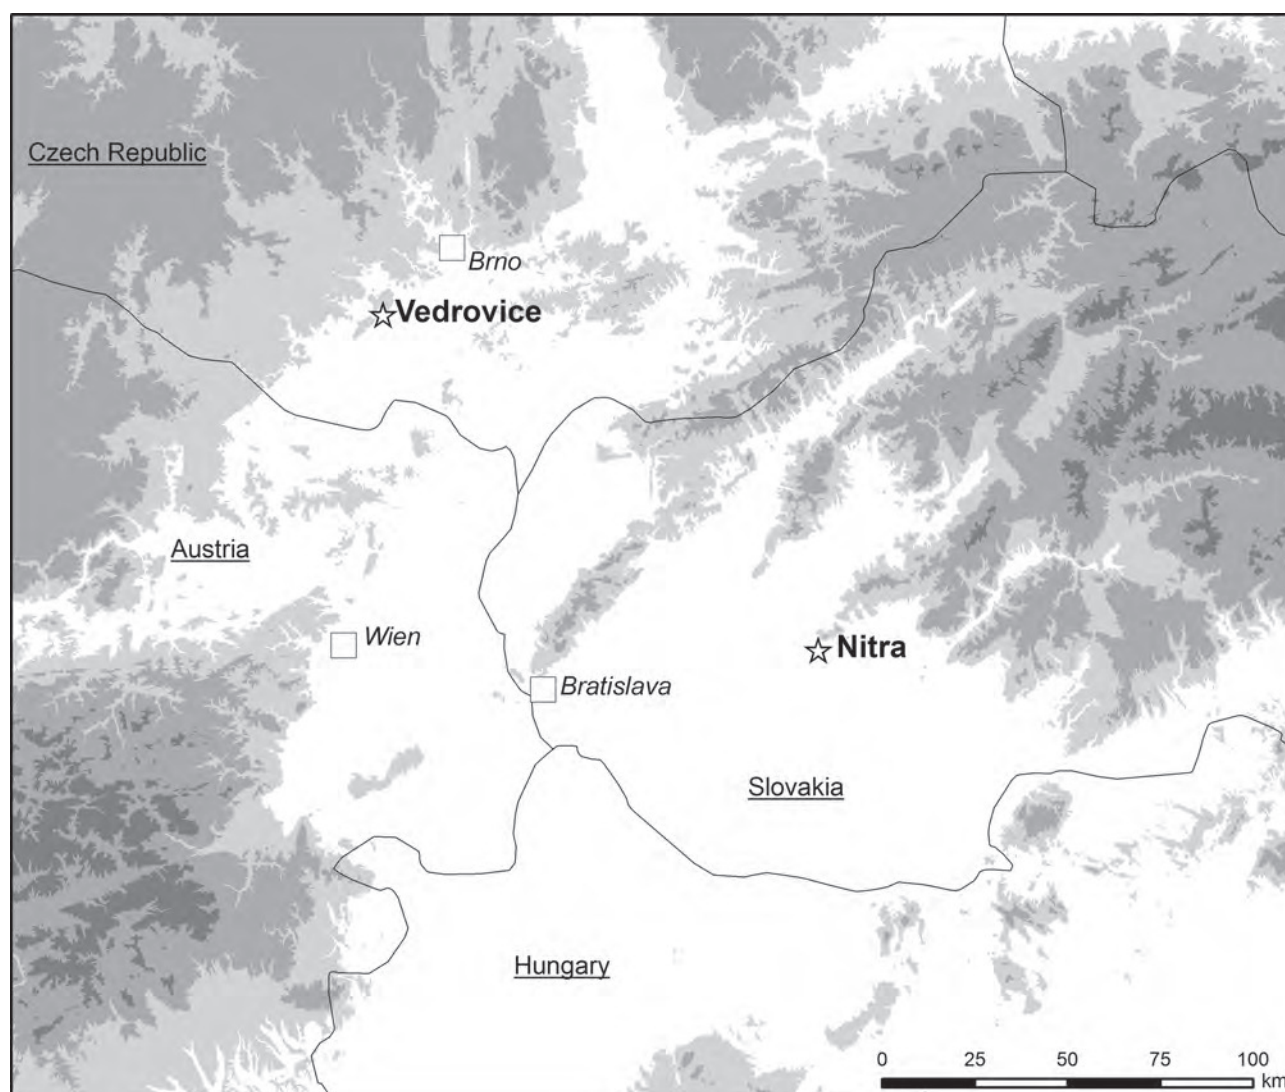 Czech Republic
Brno
Vedrovice
Austria
Wien
Nitra
Bratislava
Slovakia
Hungary
0 25 50 75 100
km